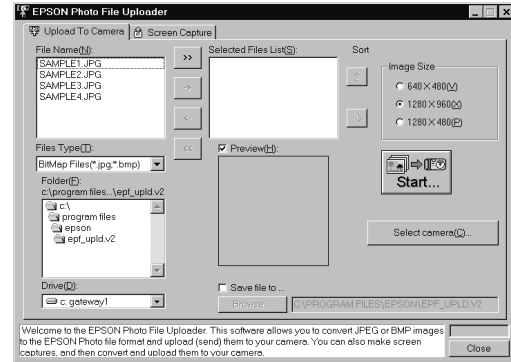 EPSON Photo File Uploader
Upload To Camera
Screen Capture
File Name(N):
SAMPLE1.JPG
SAMPLE2.JPG
SAMPLE3.JPG
SAMPLE4.JPG
>>
<<
Selected Files List(S):
Sort
Image Size
640 X 480(V)
1280 X 960(X)
1280 X 480(P)
Files Type(T):
BitMap Files(*.jpg;*.bmp)
Folder(F):
c:\program files...\epf_upld.v2
c:\
program files
epson
epf_upld.v2
Drive(D):
c: gateway1
Preview(H):
Start...
Select camera(C)...
Save file to ...
Browse...
C:\PROGRAM FILES\EPSON\EPF_UPLD.V2
Welcome to the EPSON Photo File Uploader. This software allows you to convert JPEG or BMP images
to the EPSON Photo file format and upload (send) them to your camera. You can also make screen
captures, and then convert and upload them to your camera.
Close